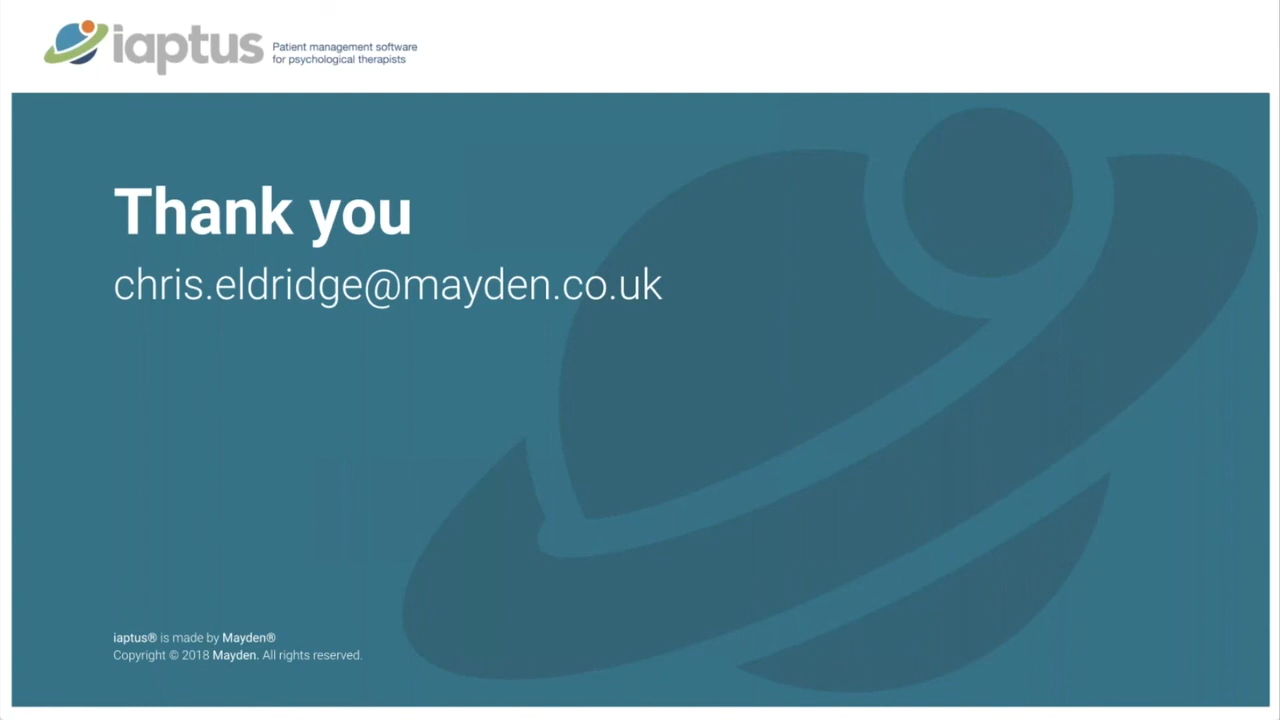 iaptus
Patient management software
for psychological therapists
Thank you
chris.eldridge@mayden.co.uk
iaptus® is made by Mayden®
Copyright © 2018 Mayden. All rights reserved.